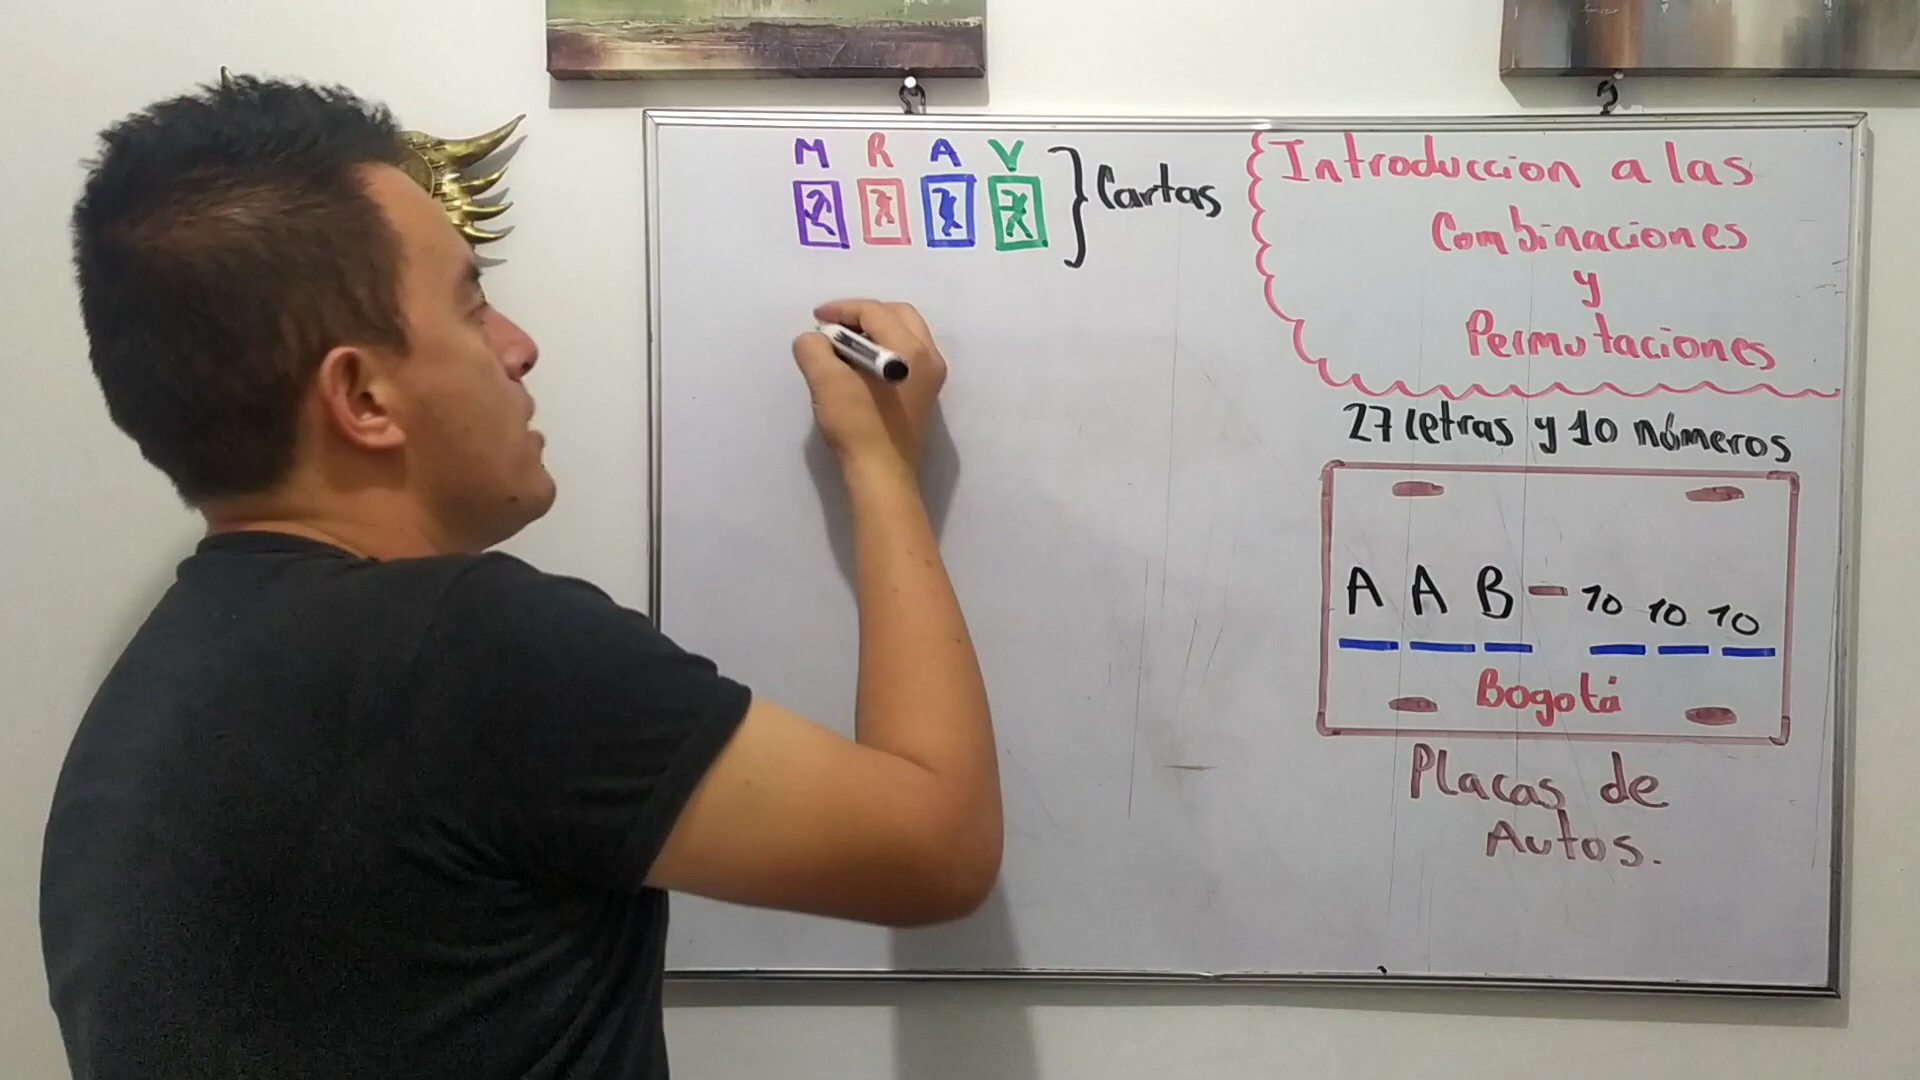 M R A V
Cartas
Introduccion a las
Combinaciones
y
Permutaciones
27 letras y 10 números
A A B - 10 10 10
Bogotá
Placas de
Autos.